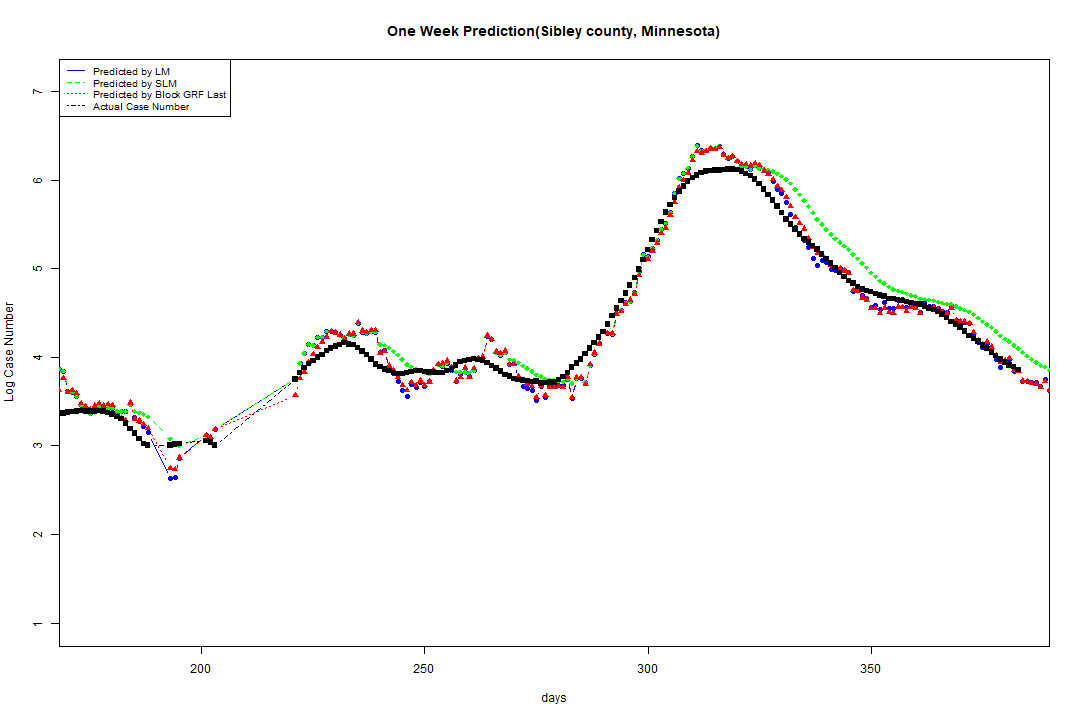 One Week Prediction(Sibley county, Minnesota)
Predicted by LM
Predicted by SLM
Predicted by Block GRF Last
Actual Case Number
7
6
5
4
3
2
1
Log Case Number
200 250 300 350
days